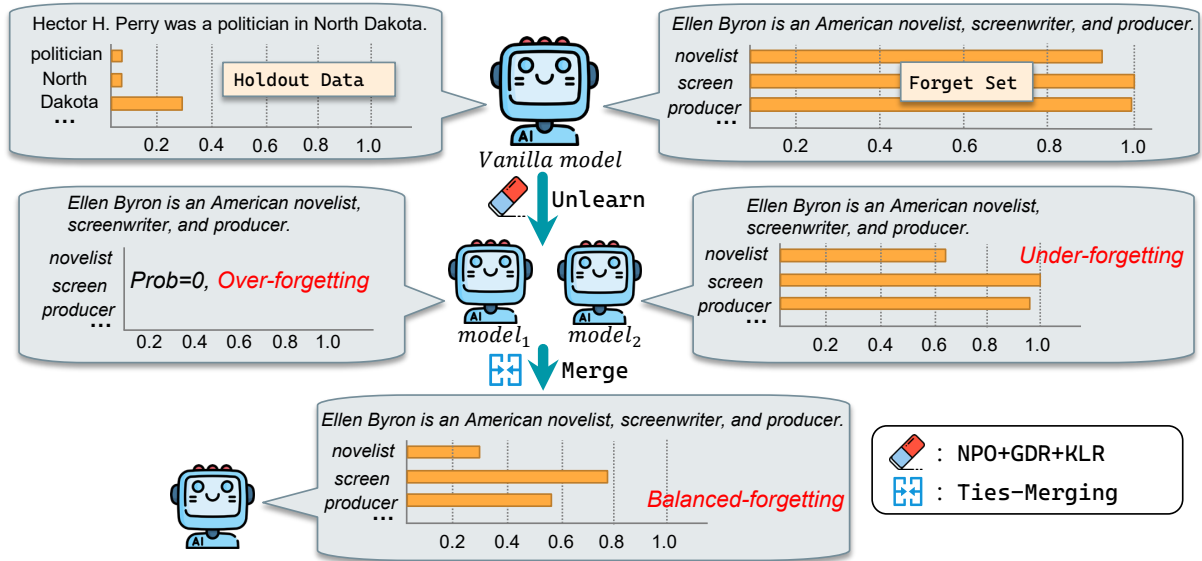 Hector H. Perry was a politician in North Dakota.
politician
North
Dakota
...
Holdout Data
0.2 0.4 0.6 0.8 1.0
AI
Vanilla model
Ellen Byron is an American novelist, screenwriter, and producer.
novelist
screen
producer
...
Forget Set
0.2 0.4 0.6 0.8 1.0
Unlearn
Ellen Byron is an American novelist,
screenwriter, and producer.
novelist
screen
producer
...
Prob=0, Over-forgetting
0.2 0.4 0.6 0.8 1.0
AI
model₁
AI
model₂
Ellen Byron is an American novelist,
screenwriter, and producer.
novelist
screen
producer
...
Under-forgetting
0.2 0.4 0.6 0.8 1.0
Merge
Ellen Byron is an American novelist, screenwriter, and producer.
novelist
screen
producer
...
Balanced-forgetting
0.2 0.4 0.6 0.8 1.0
AI
: NPO+GDR+KLR
: Ties-Merging